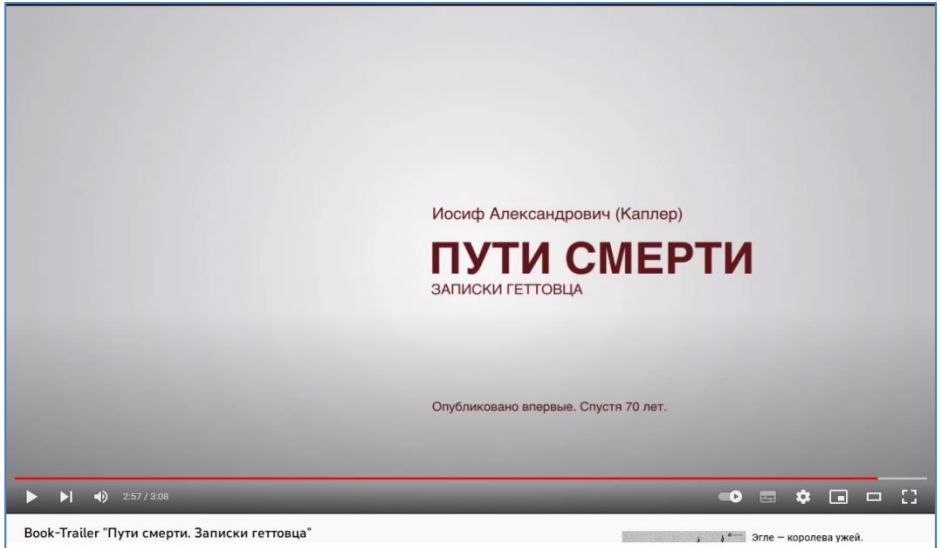 Иосиф Александрович (Каплер)
ПУТИ СМЕРТИ
ЗАПИСКИ ГЕТТОВЦА
Опубликовано впервые. Спустя 70 лет.
2:57 / 3:08
Book-Trailer "Пути смерти. Записки геттовца"
Эгле — королева ужей.